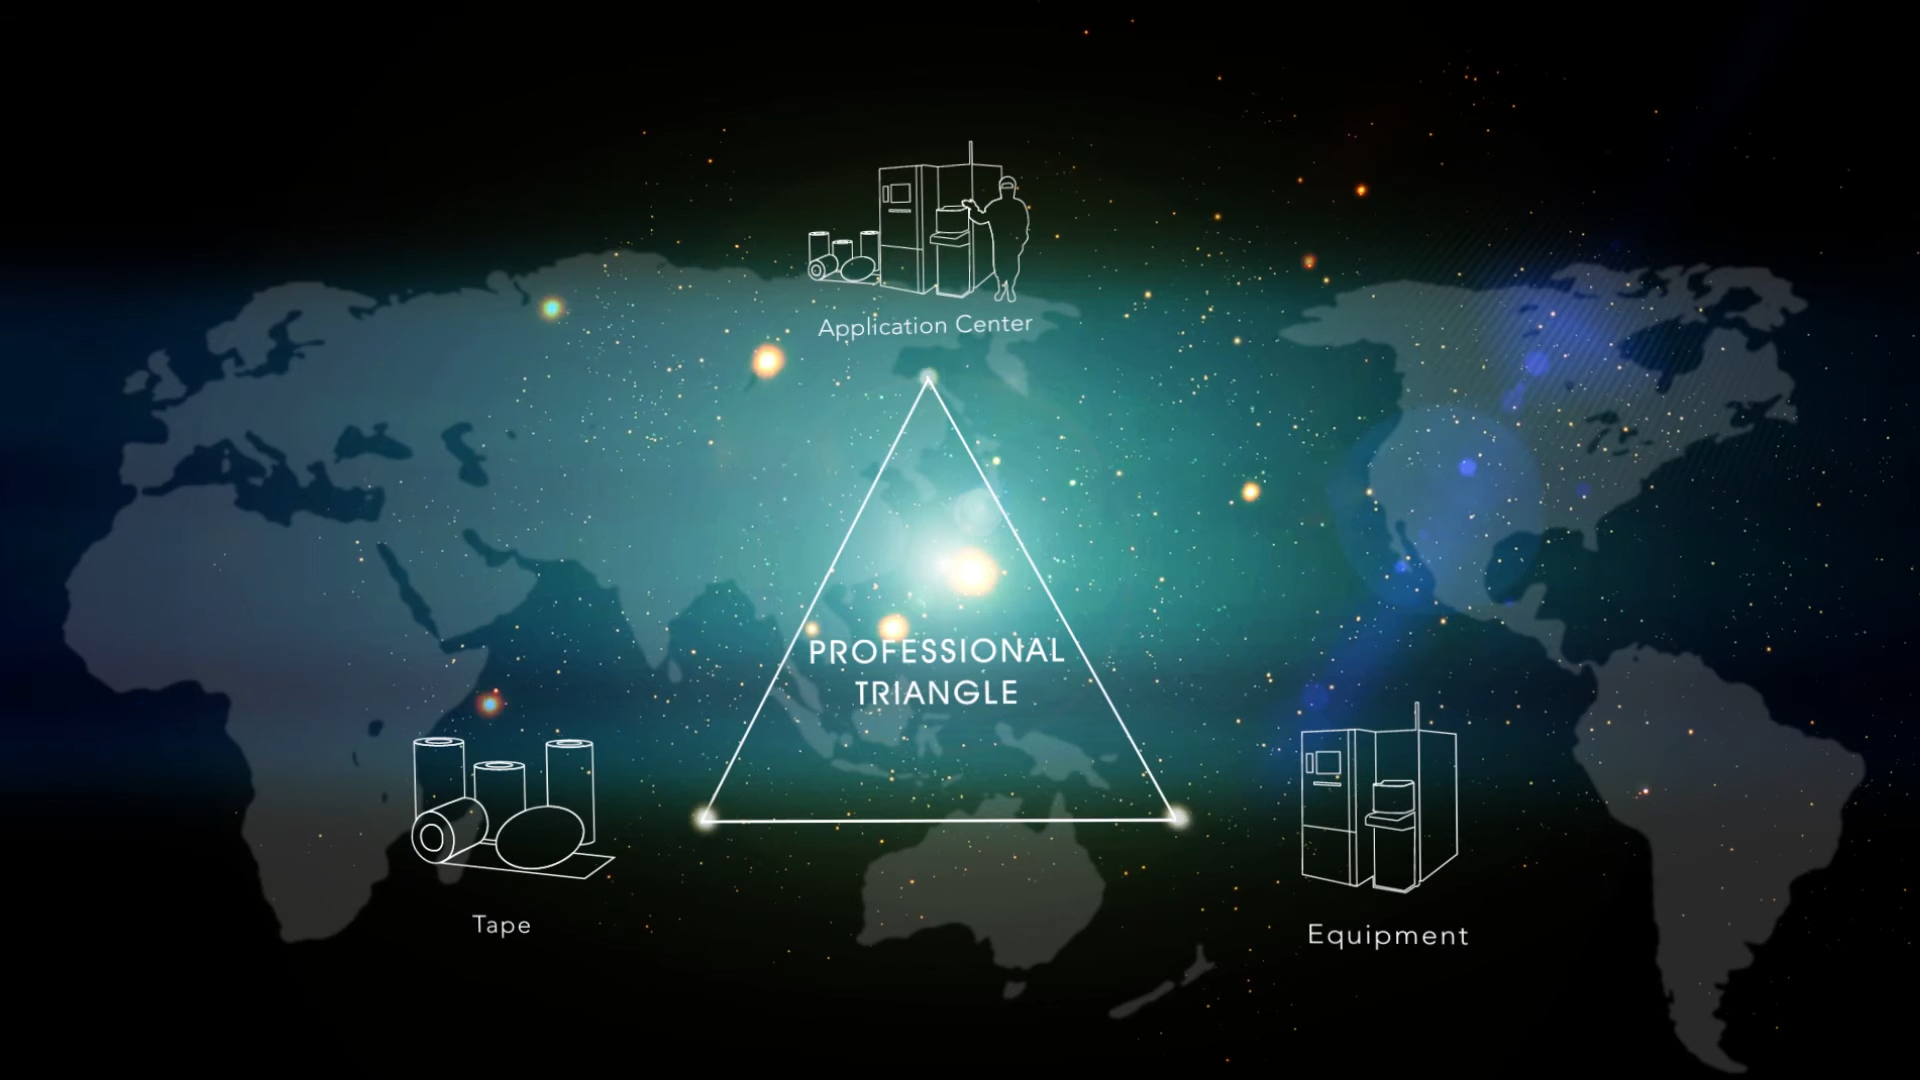 Application Center
PROFESSIONAL
TRIANGLE
Tape
Equipment